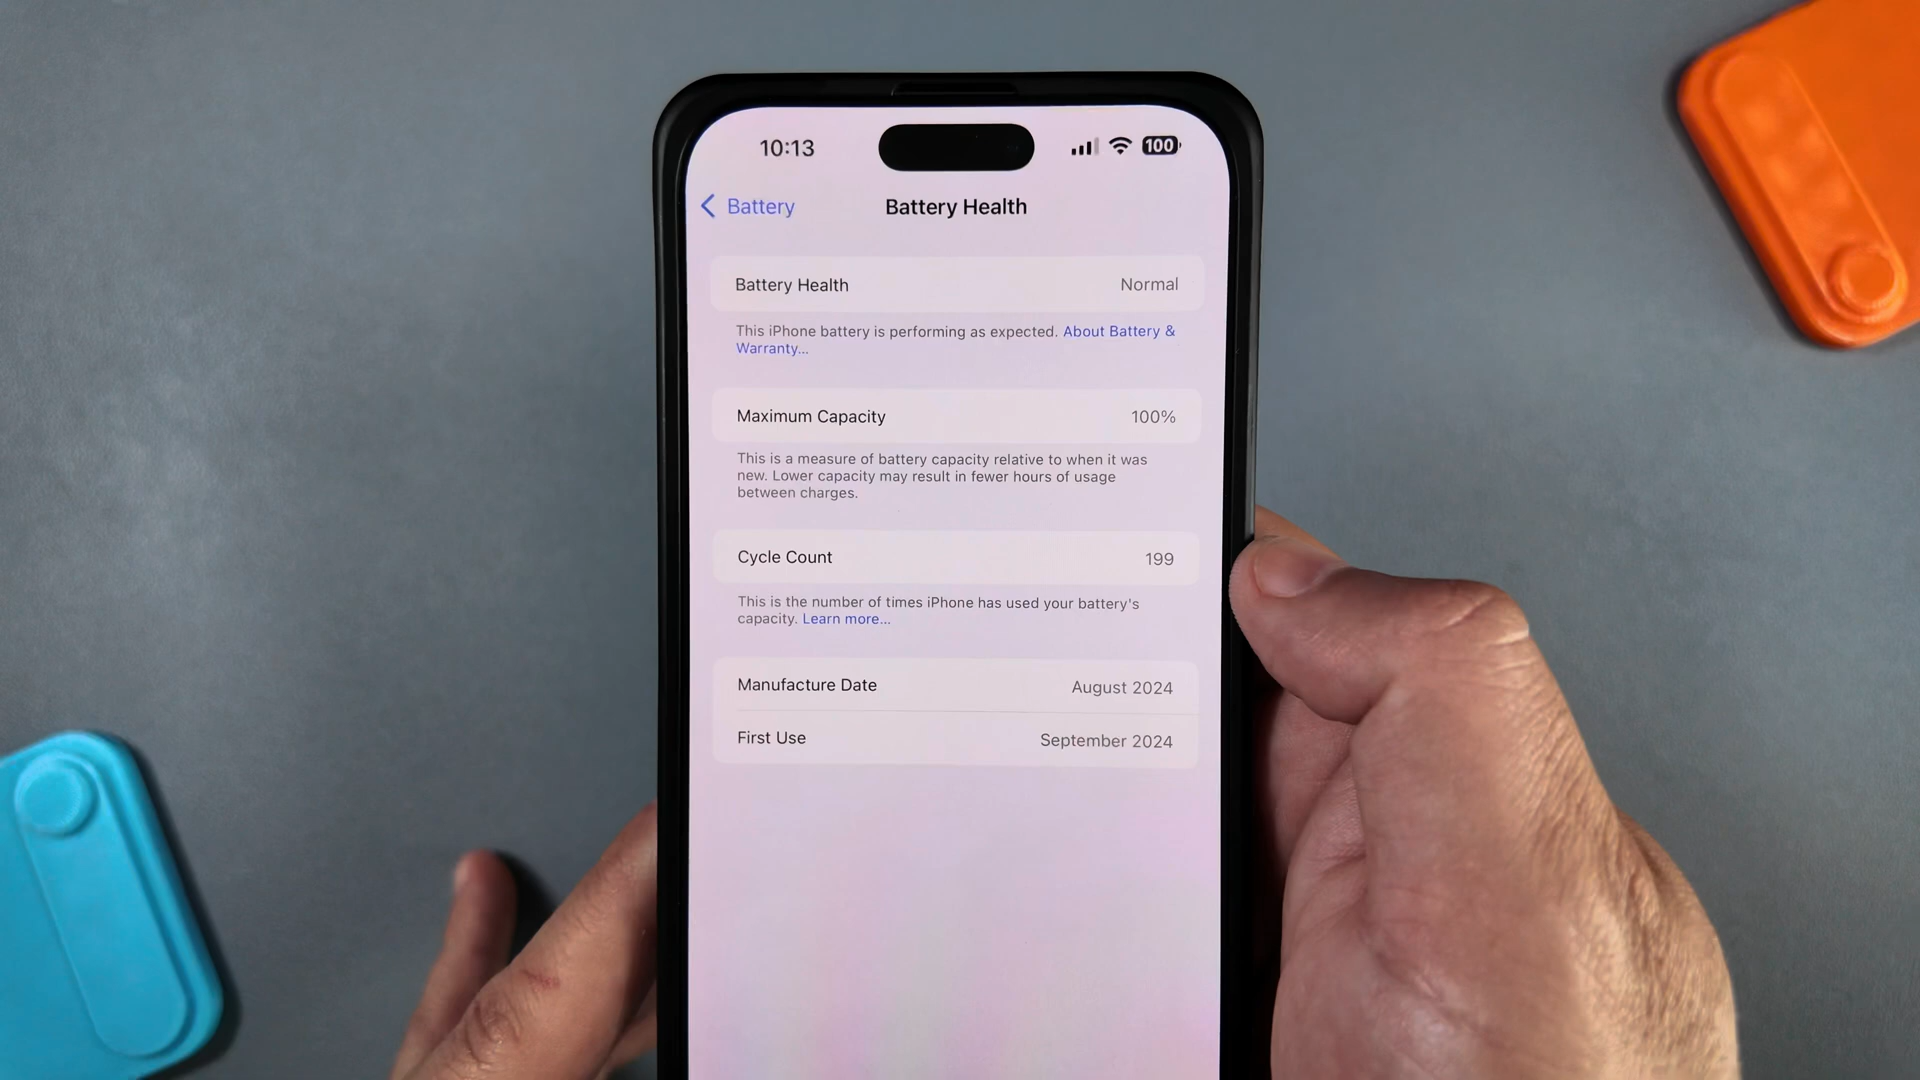 10:13 100
Battery Battery Health
Battery Health Normal
This iPhone battery is performing as expected. About Battery &
Warranty...
Maximum Capacity 100%
This is a measure of battery capacity relative to when it was
new. Lower capacity may result in fewer hours of usage
between charges.
Cycle Count 199
This is the number of times iPhone has used your battery's
capacity. Learn more...
Manufacture Date August 2024
First Use September 2024